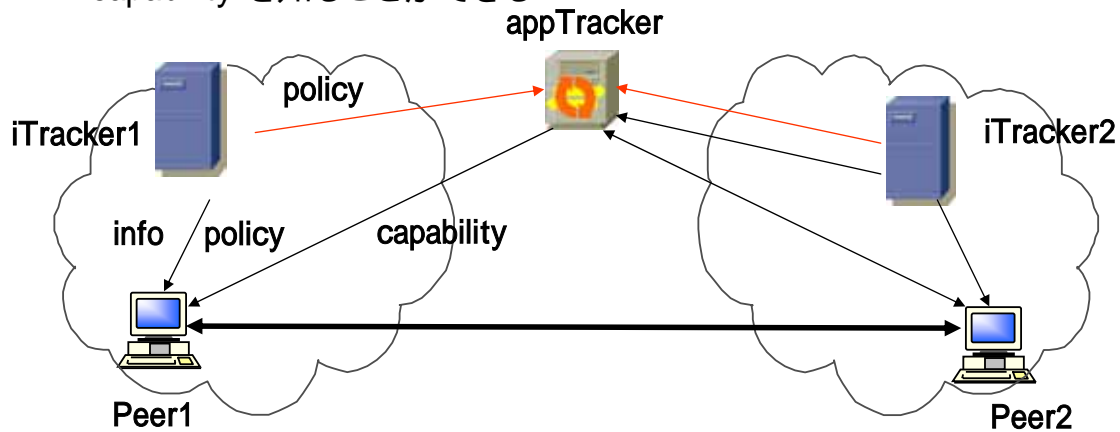 appTracker
policy
iTracker1
iTracker2
info policy
capability
Peer1
Peer2